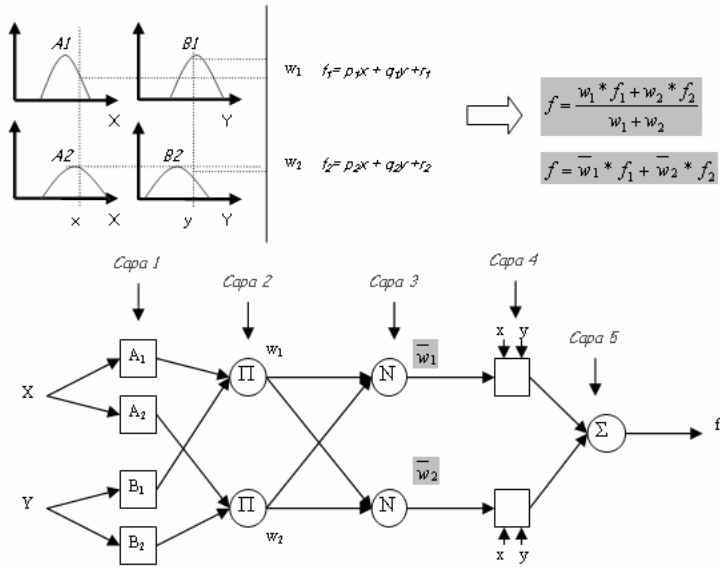 A1
B1
w₁ f₁= p₁x + q₁y +r₁
X
Y
f = (w₁ * f₁ + w₂ * f₂) / (w₁ + w₂)
A2
B2
w₂ f₂= p₂x + q₂y +r₂
f = w̅₁ * f₁ + w̅₂ * f₂
x
X
y
Y
Capa 1
Capa 2
Capa 3
Capa 4
Capa 5
X
A₁
A₂
Y
B₁
B₂
Π
w₁
Π
w₂
N
w̅₁
N
w̅₂
x y
x y
Σ
f